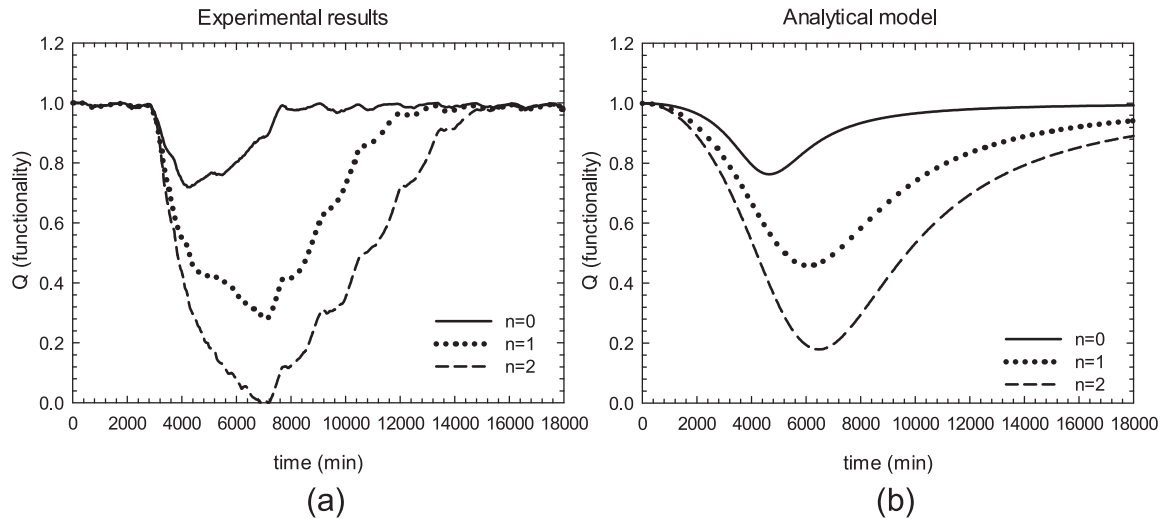 Experimental results
1.2
1.0
0.8
0.6
0.4
0.2
0.0
Q (functionality)
n=0
n=1
n=2
0 2000 4000 6000 8000 10000 12000 14000 16000 18000
time (min)
(a)
Analytical model
1.2
1.0
0.8
0.6
0.4
0.2
0.0
Q (functionality)
n=0
n=1
n=2
0 2000 4000 6000 8000 10000 12000 14000 16000 18000
time (min)
(b)